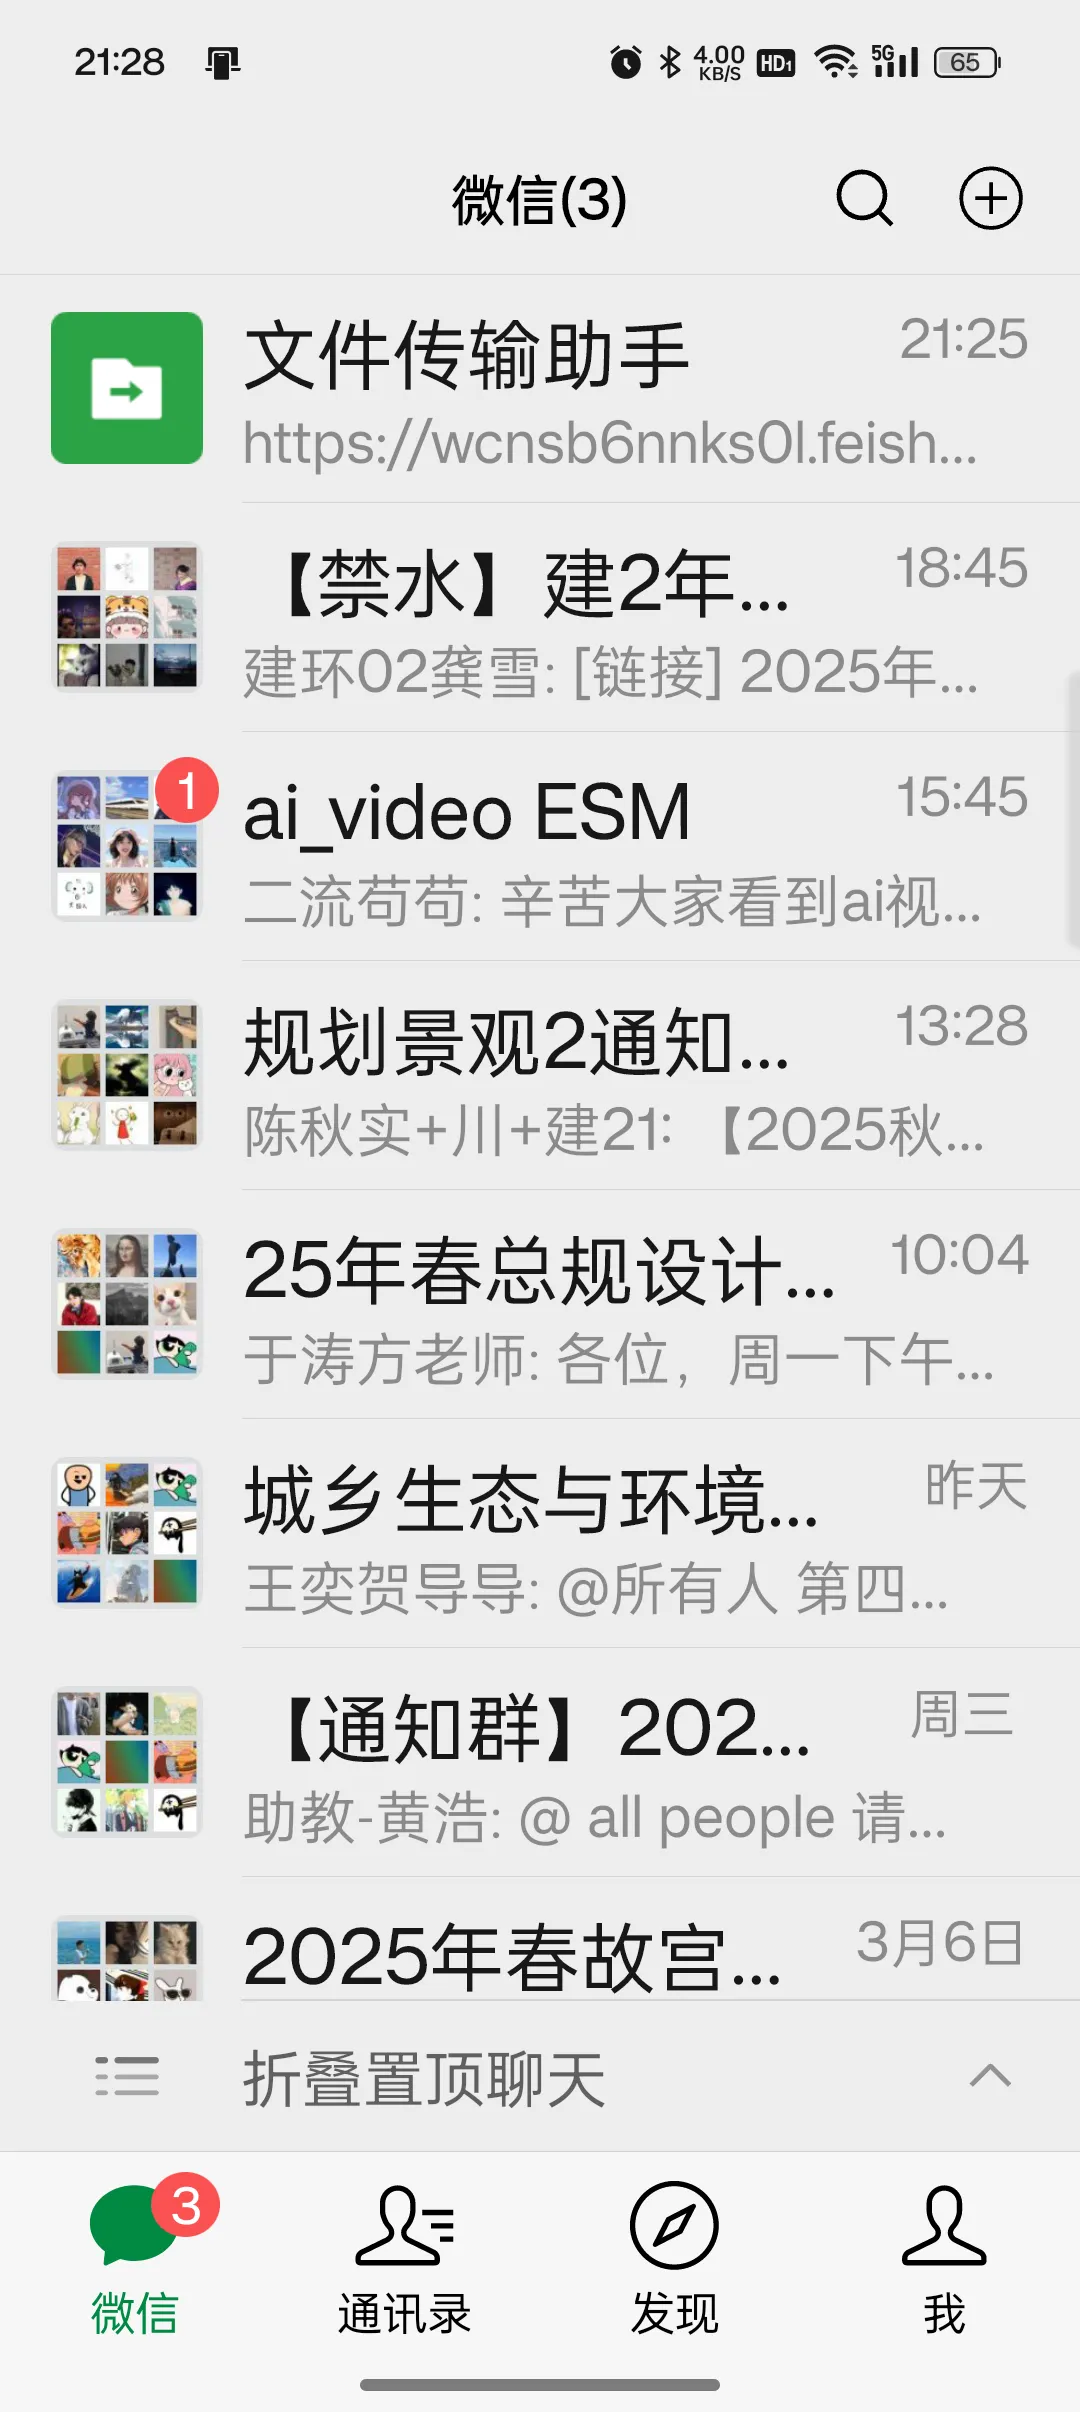 21:28
4.00 KB/S HD1 5G 65
微信(3)
文件传输助手 21:25
https://wcnsb6nnks0l.feish...
【禁水】建2年... 18:45
建环02龚雪: [链接] 2025年...
1
ai_video ESM 15:45
二流苟苟: 辛苦大家看到ai视...
规划景观2通知... 13:28
陈秋实+川+建21: 【2025秋...
25年春总规设计... 10:04
于涛方老师: 各位，周一下午...
城乡生态与环境... 昨天
王奕贺导导: @所有人 第四...
【通知群】202... 周三
助教-黄浩: @ all people 请...
2025年春故宫... 3月6日
折叠置顶聊天
3
微信 通讯录 发现 我